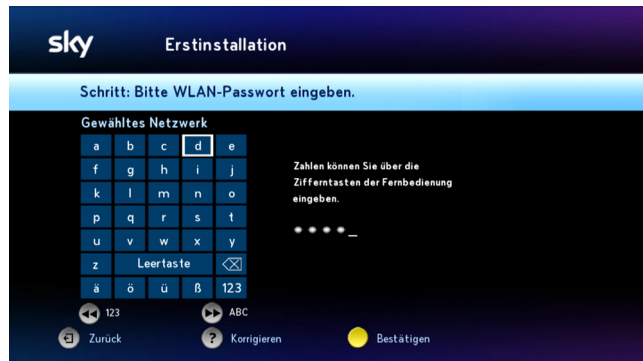 sky
Erstinstallation
Schritt: Bitte WLAN-Passwort eingeben.
Gewähltes Netzwerk
a b c d e
f g h i j
k l m n o
p q r s t
u v w x y
z Leertaste
ä ö ü ß 123
Zahlen können Sie über die
Zifferntasten der Fernbedienung
eingeben.
****_
123 ABC
Zurück ? Korrigieren Bestätigen